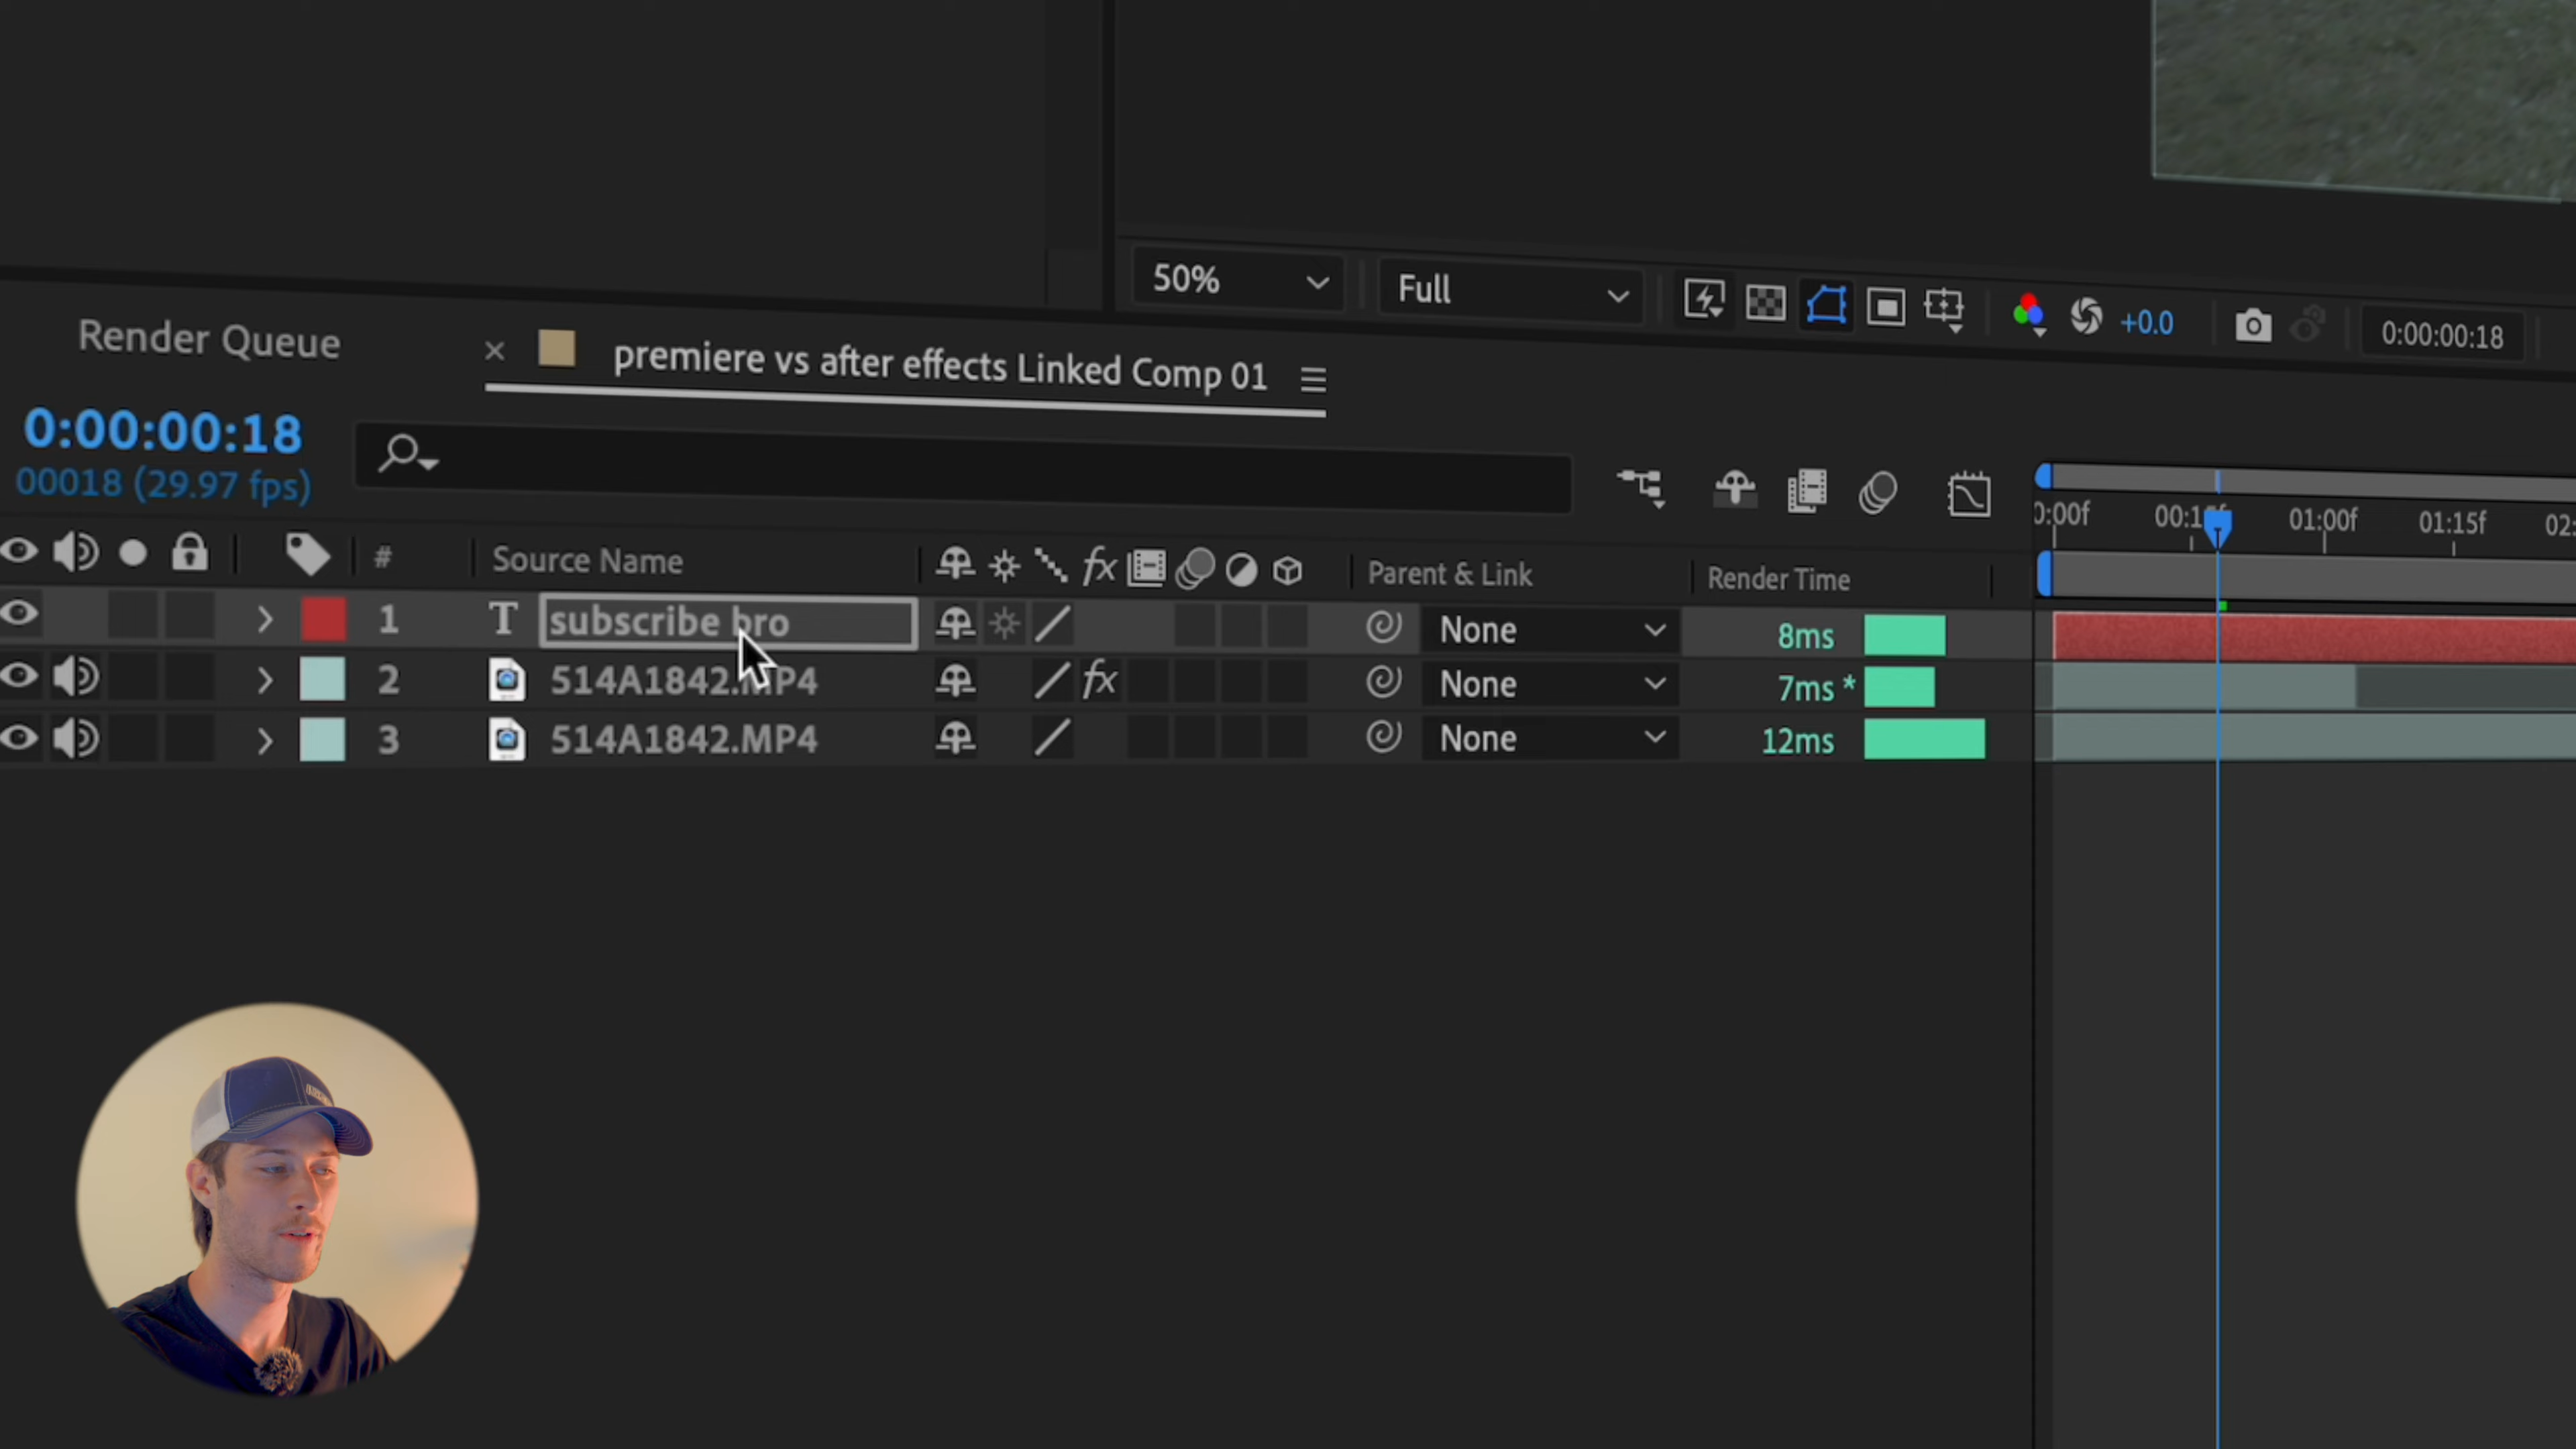 50%
Full
+0.0
0:00:00:18
Render Queue
premiere vs after effects Linked Comp 01
0:00:00:18
00018 (29.97 fps)
0:00f
01:00f
01:15f
#
Source Name
fx
Parent & Link
Render Time
1
T
subscribe bro
None
8ms
2
514A1842.MP4
fx
None
7ms *
3
514A1842.MP4
None
12ms